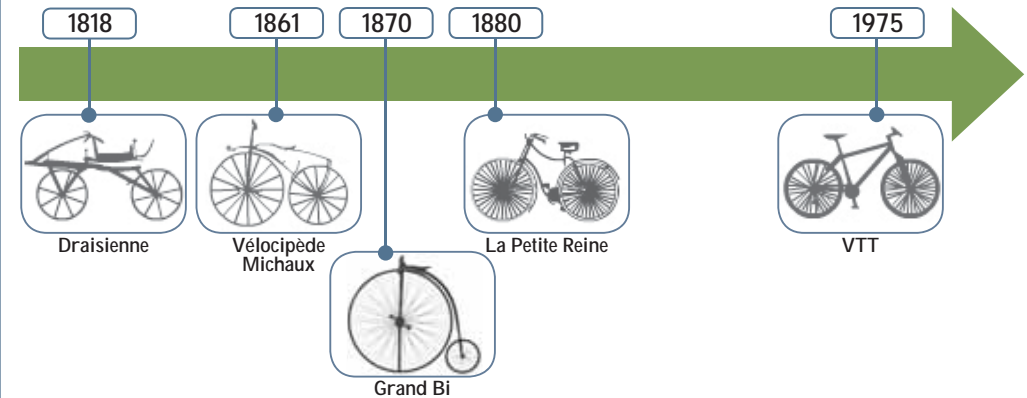 1818
1861
1870
1880
1975
Draisienne
Vélocipède
Michaux
La Petite Reine
VTT
Grand Bi